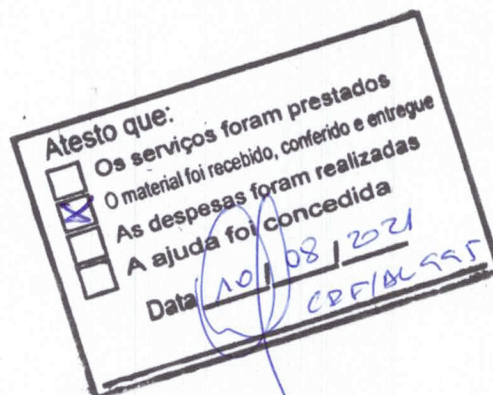 Atesto que:
Os serviços foram prestados
O material foi recebido, conferido e entregue
As despesas foram realizadas
A ajuda foi concedida
Data 10/08/2021
CRF/AC 995